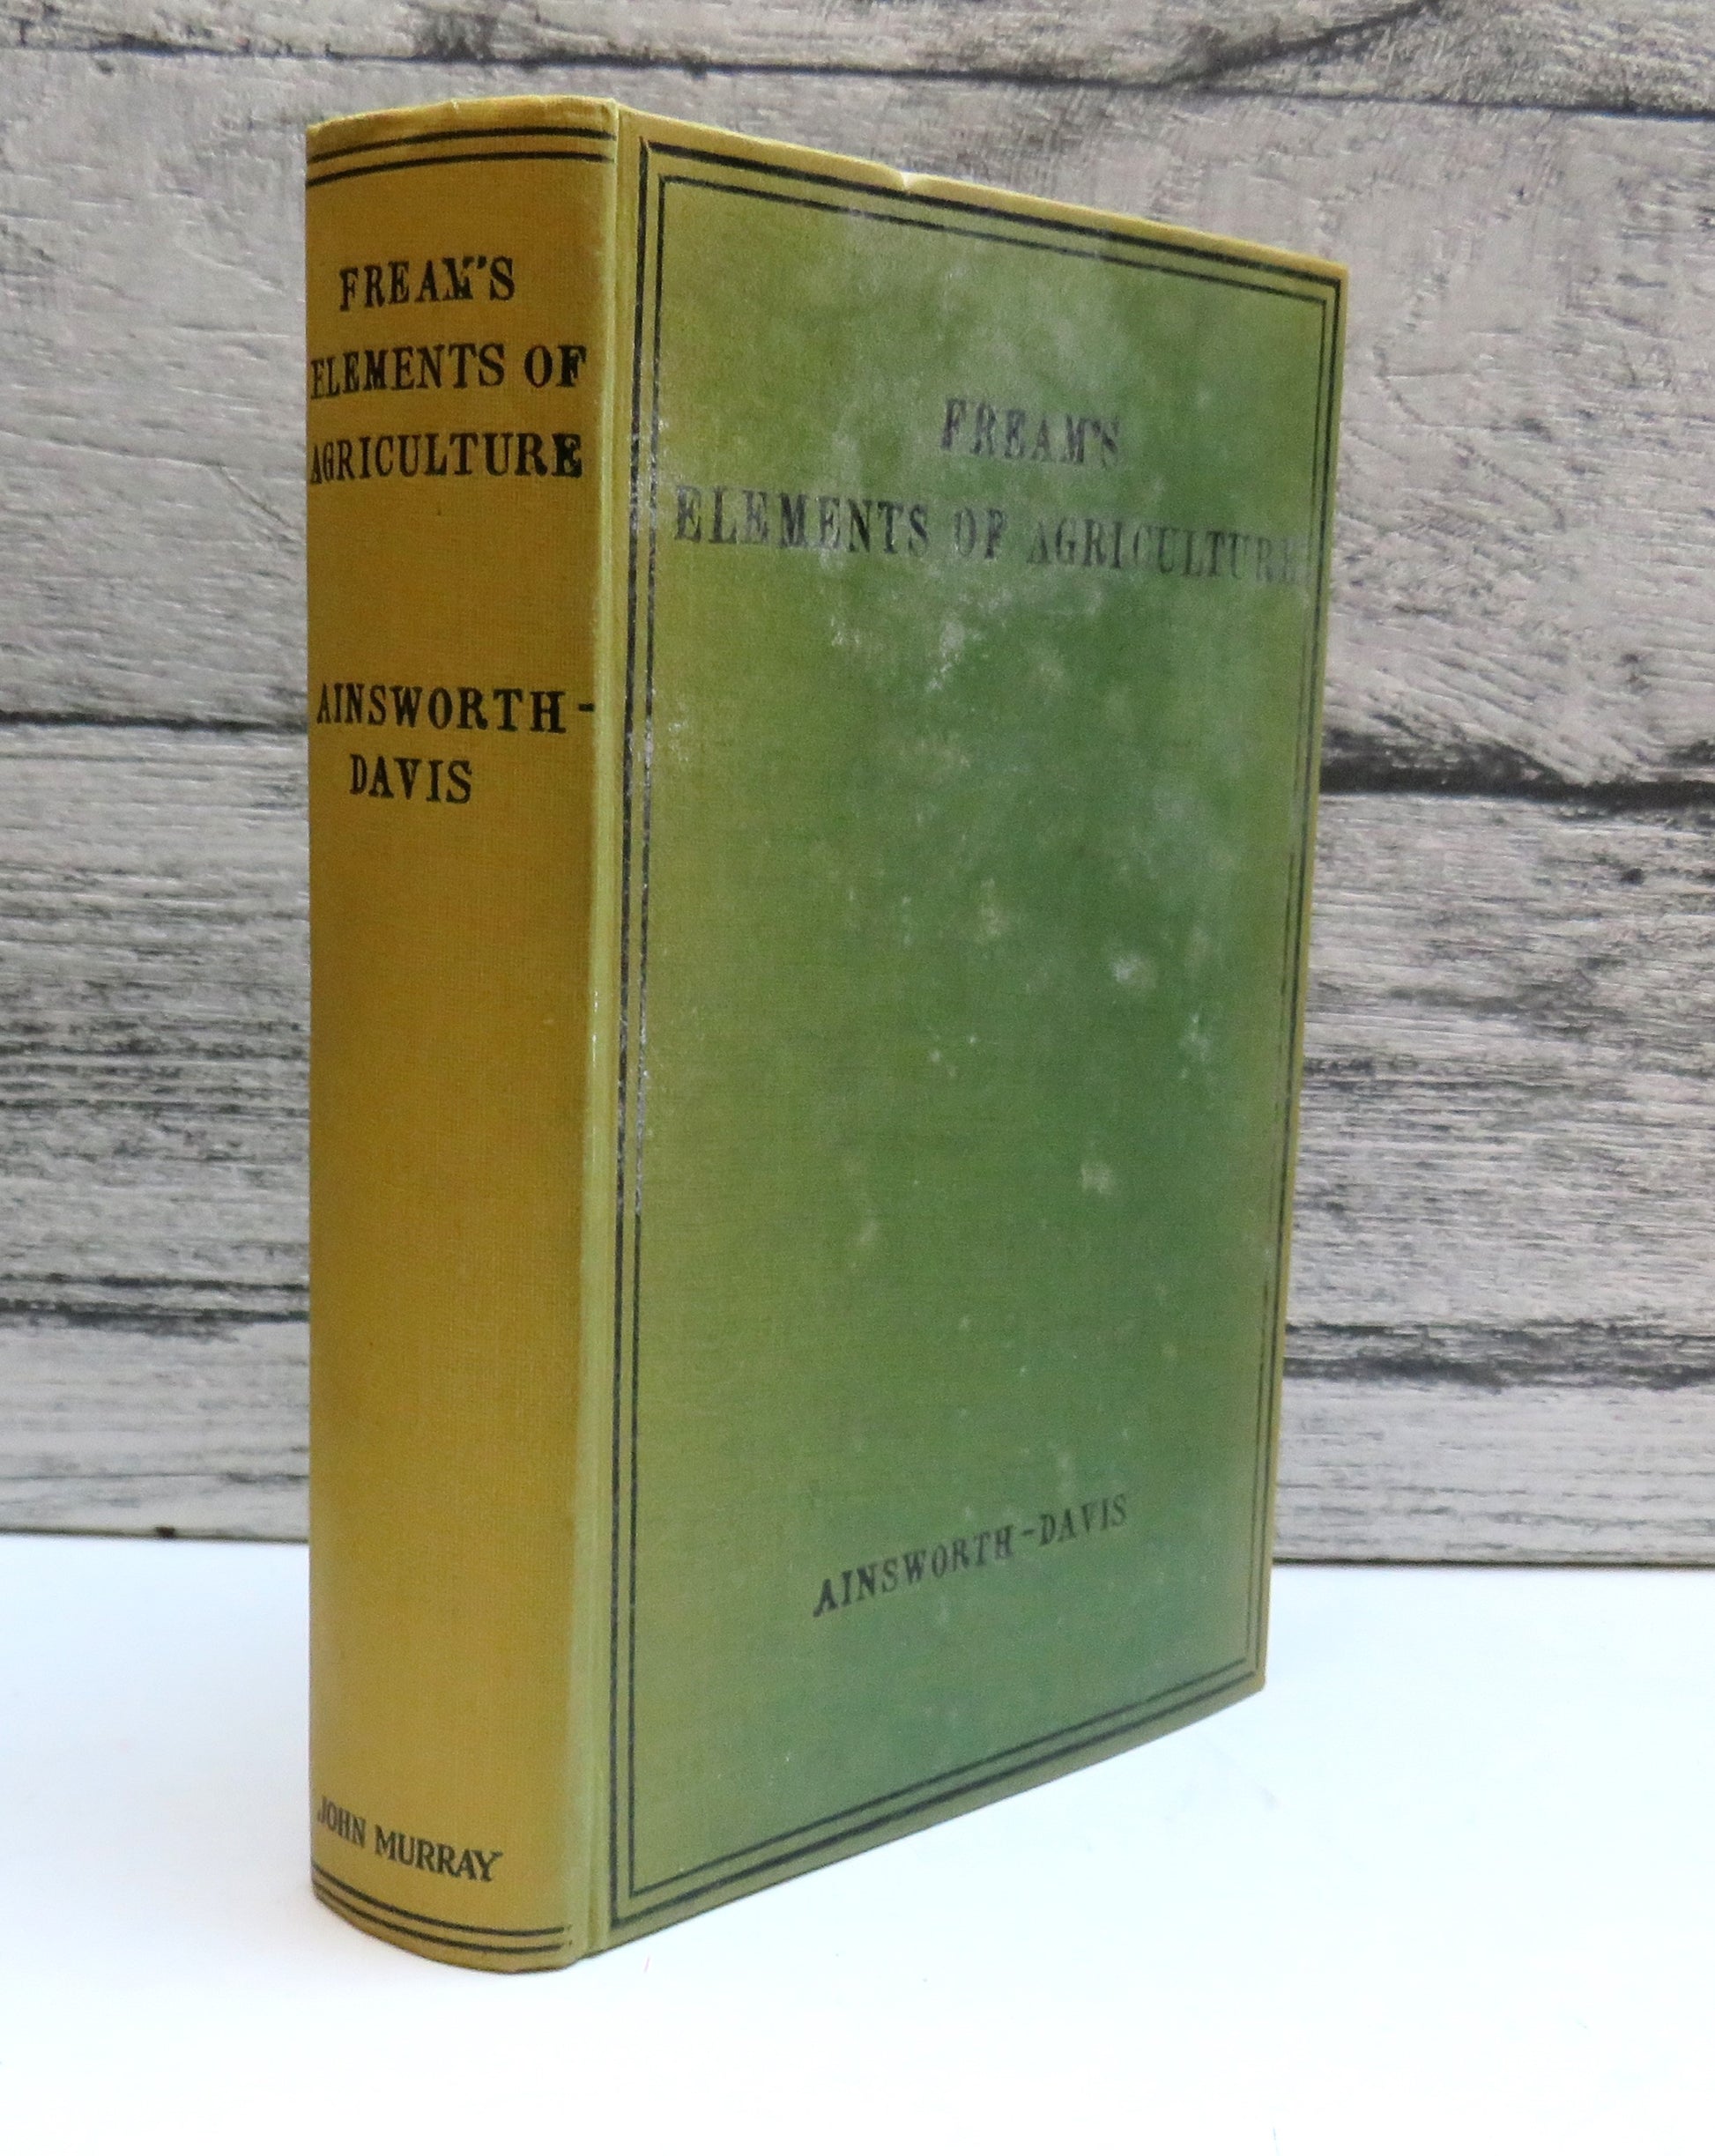 FREAM'S
ELEMENTS OF
AGRICULTURE
AINSWORTH-
DAVIS
JOHN MURRAY
FREAM'S
ELEMENTS OF AGRICULTURE
AINSWORTH-DAVIS